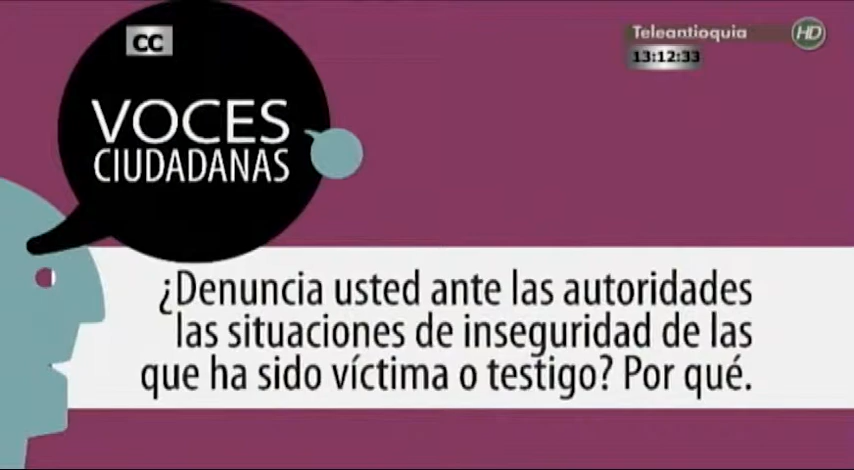 CC
Teleantioquia HD
13:12:33
VOCES
CIUDADANAS
¿Denuncia usted ante las autoridades
las situaciones de inseguridad de las
que ha sido víctima o testigo? Por qué.